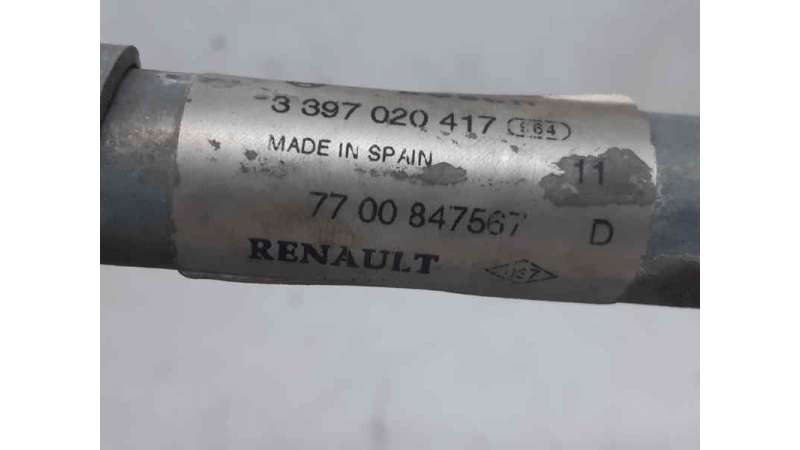 3 397 020 417
MADE IN SPAIN 11
77 00 847567 D
RENAULT